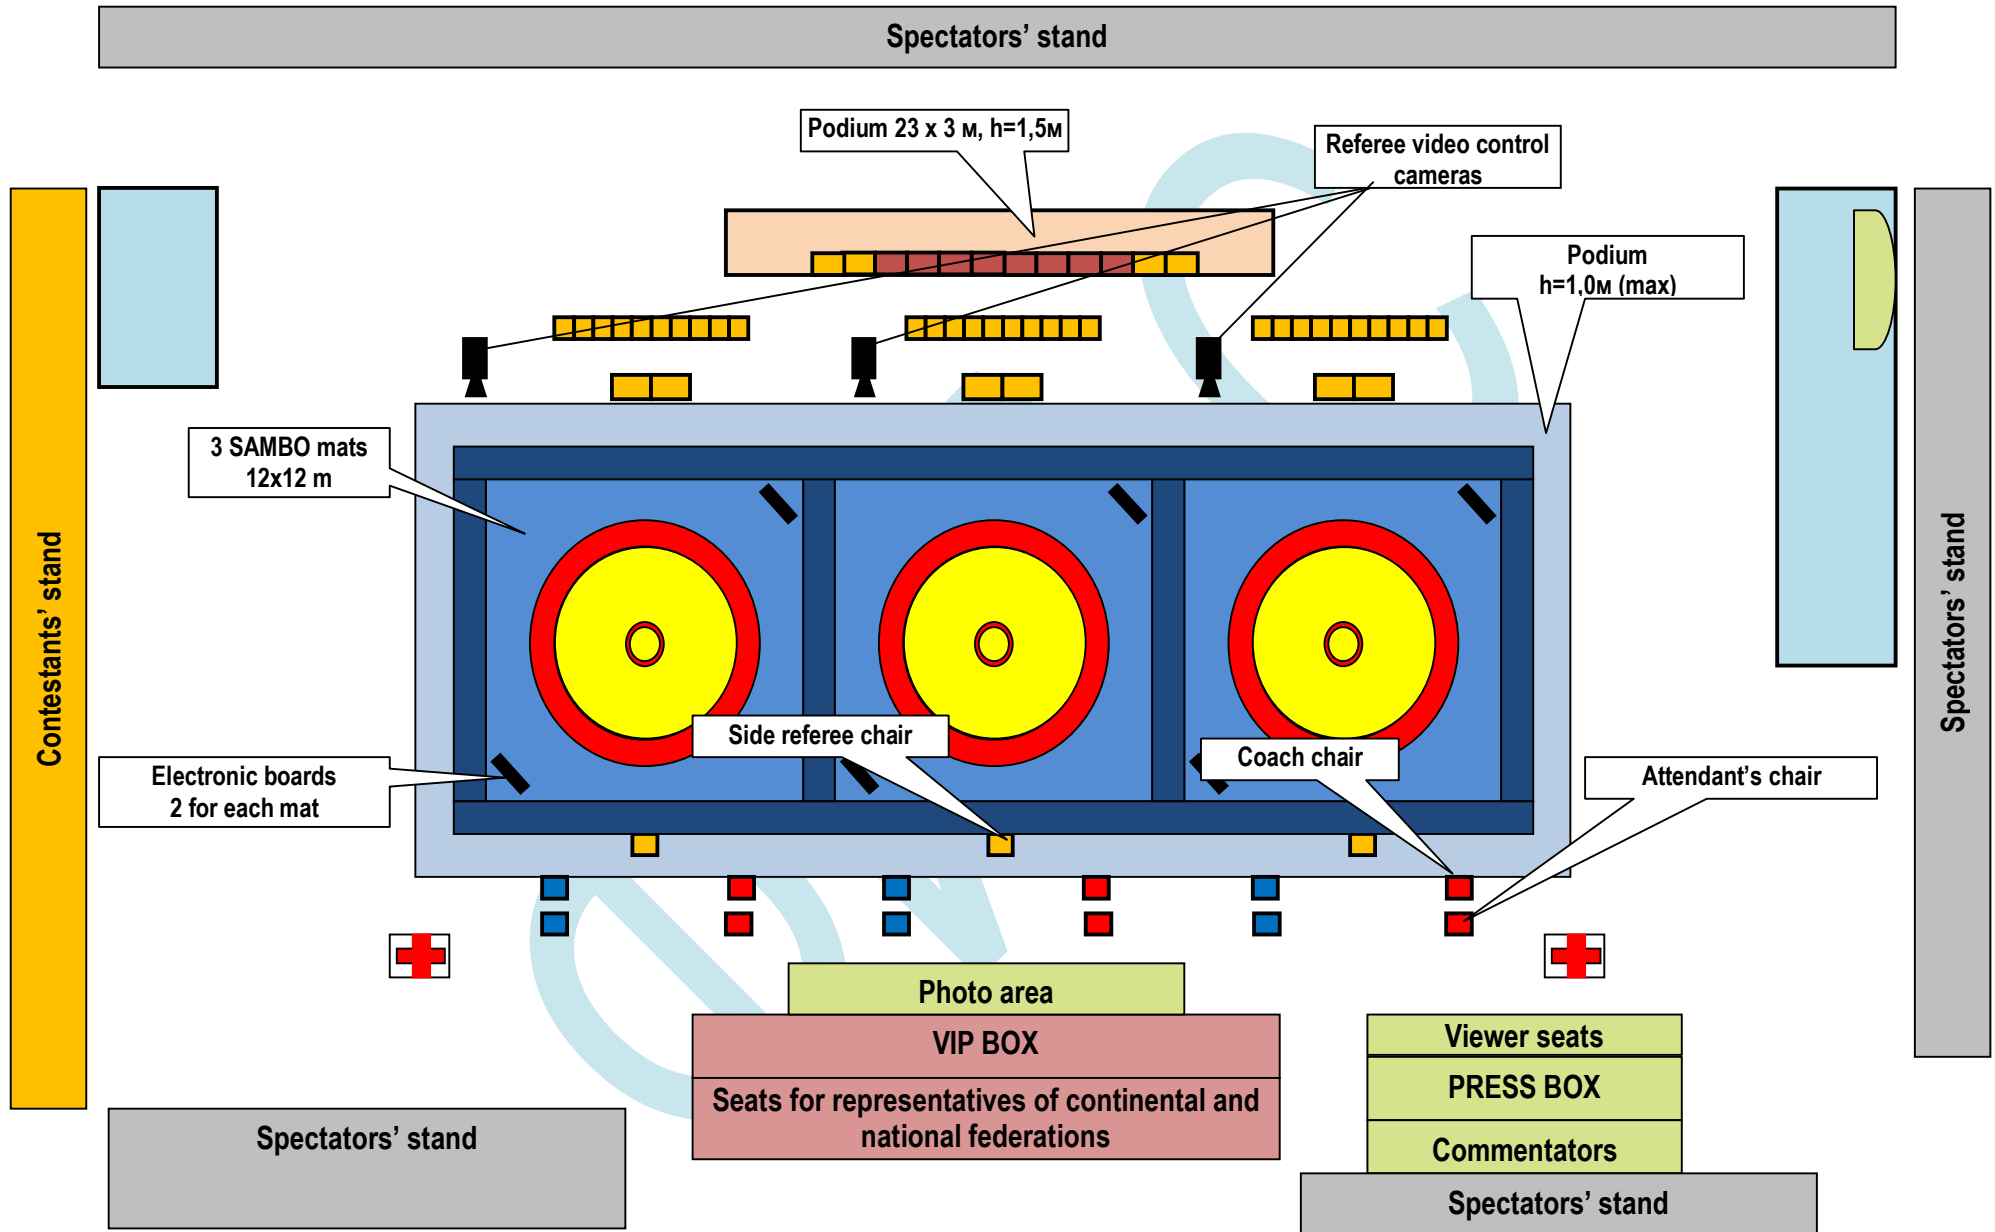 Spectators’ stand
Podium 23 x 3 м, h=1,5м
Referee video control
cameras
Podium
h=1,0м (max)
3 SAMBO mats
12x12 m
Contestants’ stand
Spectators’ stand
Side referee chair
Coach chair
Electronic boards
2 for each mat
Attendant’s chair
Photo area
VIP BOX
Seats for representatives of continental and
national federations
Viewer seats
PRESS BOX
Commentators
Spectators’ stand
Spectators’ stand